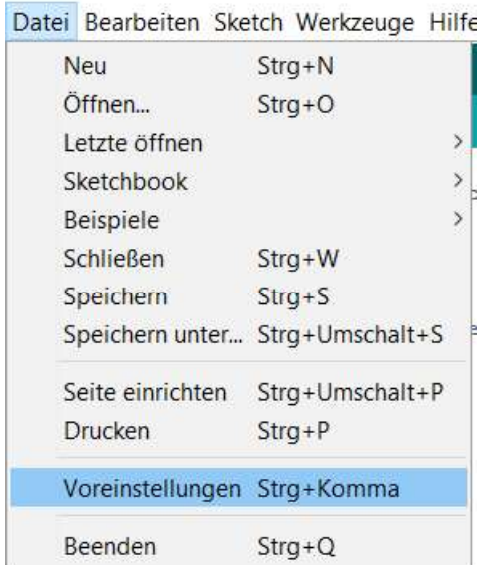 Datei Bearbeiten Sketch Werkzeuge Hilfe
Neu Strg+N
Öffnen... Strg+O
Letzte öffnen >
Sketchbook >
Beispiele >
Schließen Strg+W
Speichern Strg+S
Speichern unter... Strg+Umschalt+S
Seite einrichten Strg+Umschalt+P
Drucken Strg+P
Voreinstellungen Strg+Komma
Beenden Strg+Q